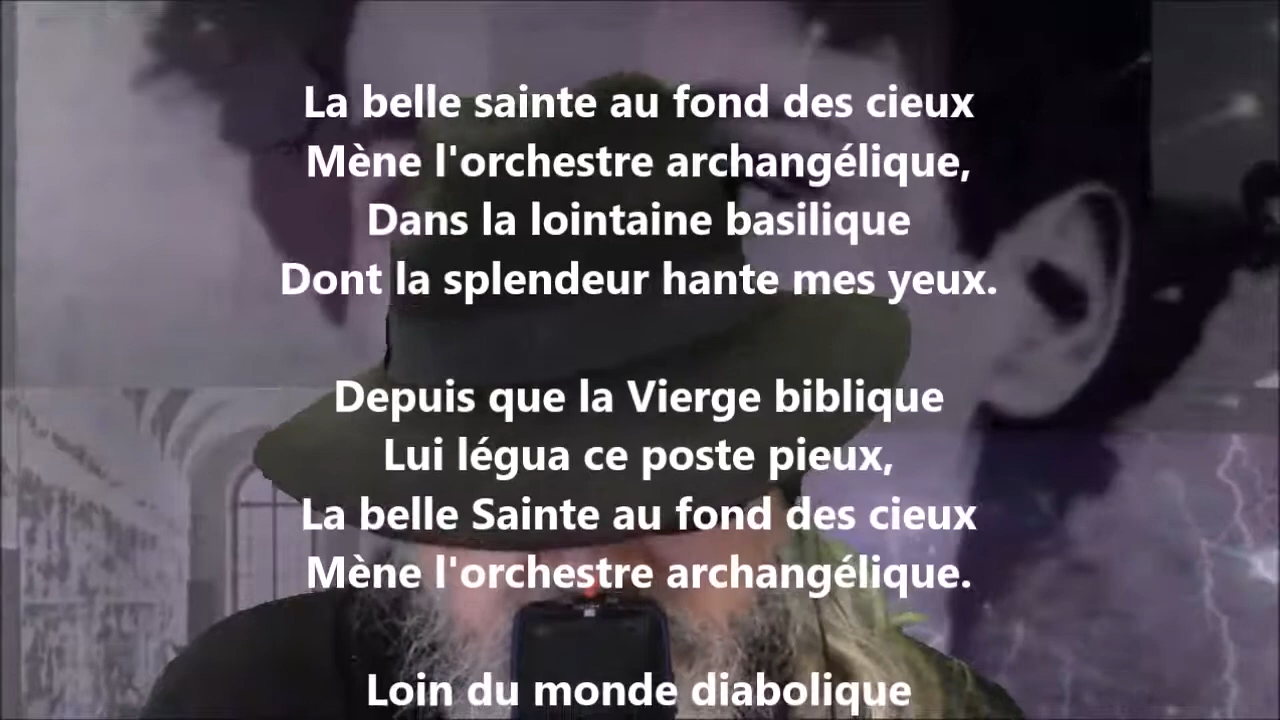 La belle sainte au fond des cieux
Mène l'orchestre archangélique,
Dans la lointaine basilique
Dont la splendeur hante mes yeux.
Depuis que la Vierge biblique
Lui légua ce poste pieux,
La belle Sainte au fond des cieux
Mène l'orchestre archangélique.
Loin du monde diabolique